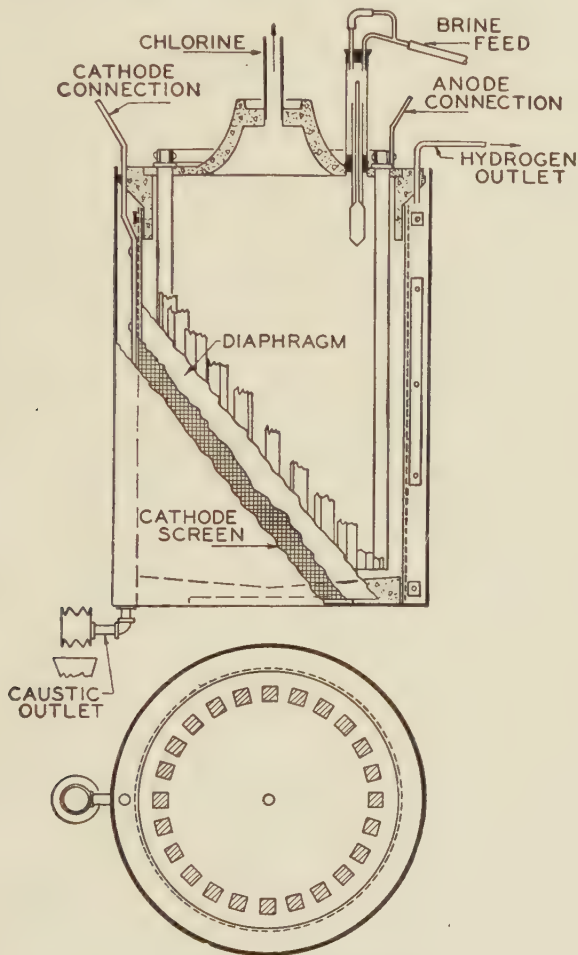 CHLORINE
BRINE
FEED
CATHODE
CONNECTION
ANODE
CONNECTION
HYDROGEN
OUTLET
DIAPHRAGM
CATHODE
SCREEN
CAUSTIC
OUTLET